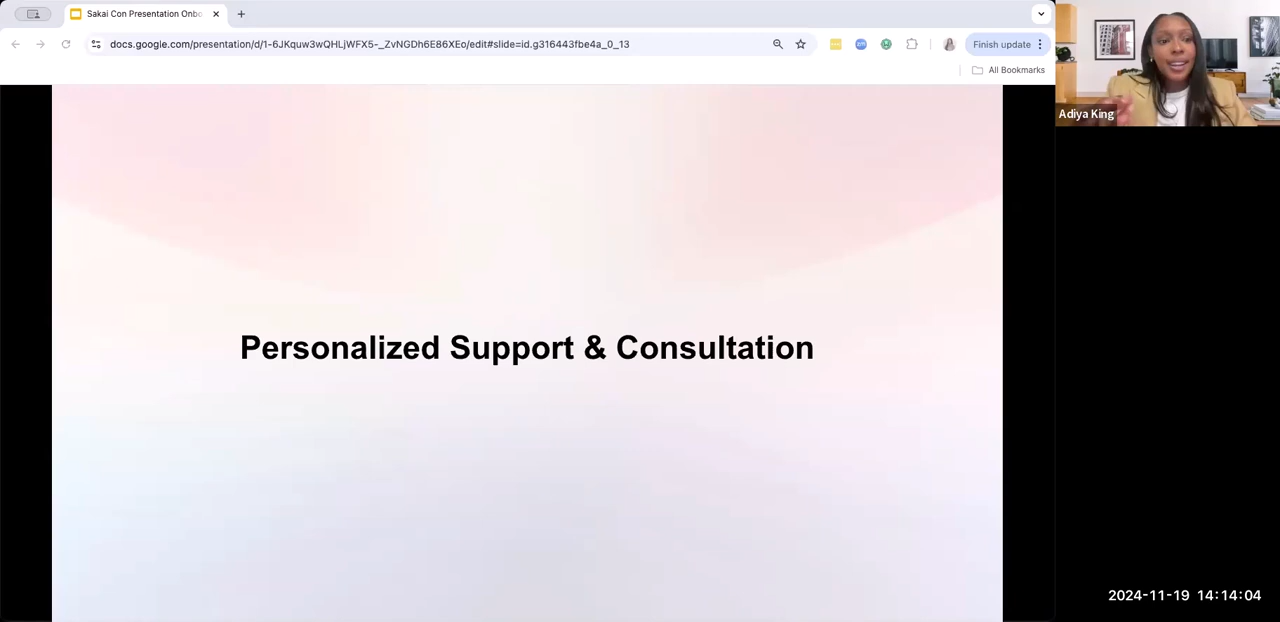 Sakai Con Presentation Onbo
docs.google.com/presentation/d/1-6JKquw3wQHLjWFX5-_ZvNGDh6E86XEo/edit#slide=id.g316443fbe4a_0_13
Finish update
All Bookmarks
Adiya King
Personalized Support & Consultation
2024-11-19 14:14:04